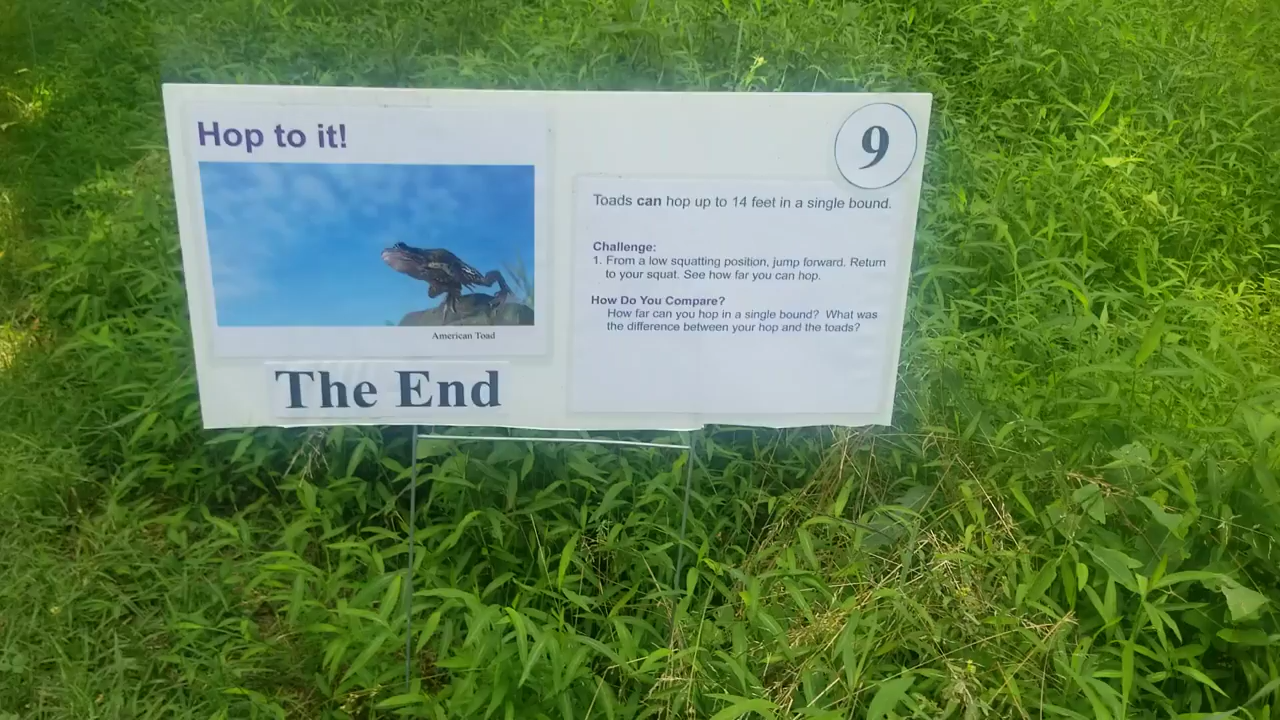 Hop to it!
American Toad
The End
9
Toads can hop up to 14 feet in a single bound.
Challenge:
1. From a low squatting position, jump forward. Return
to your squat. See how far you can hop.
How Do You Compare?
How far can you hop in a single bound? What was
the difference between your hop and the toads?